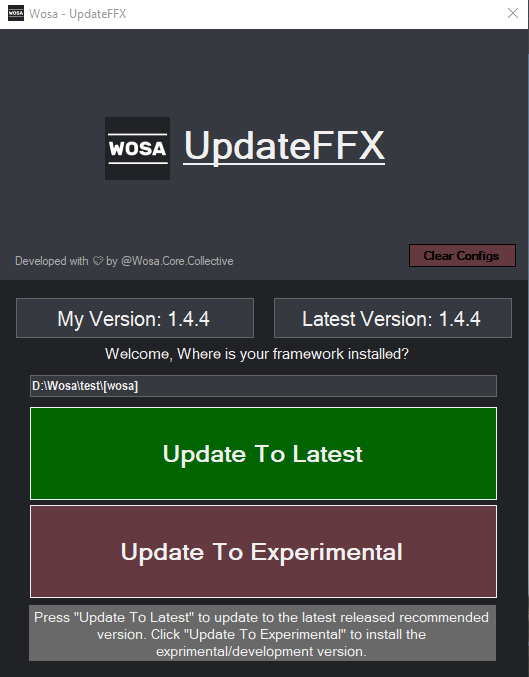 Wosa - UpdateFFX
WOSA
UpdateFFX
Developed with ♡ by @Wosa.Core.Collective
Clear Configs
My Version: 1.4.4
Latest Version: 1.4.4
Welcome, Where is your framework installed?
D:\Wosa\test\[wosa]
Update To Latest
Update To Experimental
Press "Update To Latest" to update to the latest released recommended
version. Click "Update To Experimental" to install the
exprimental/development version.